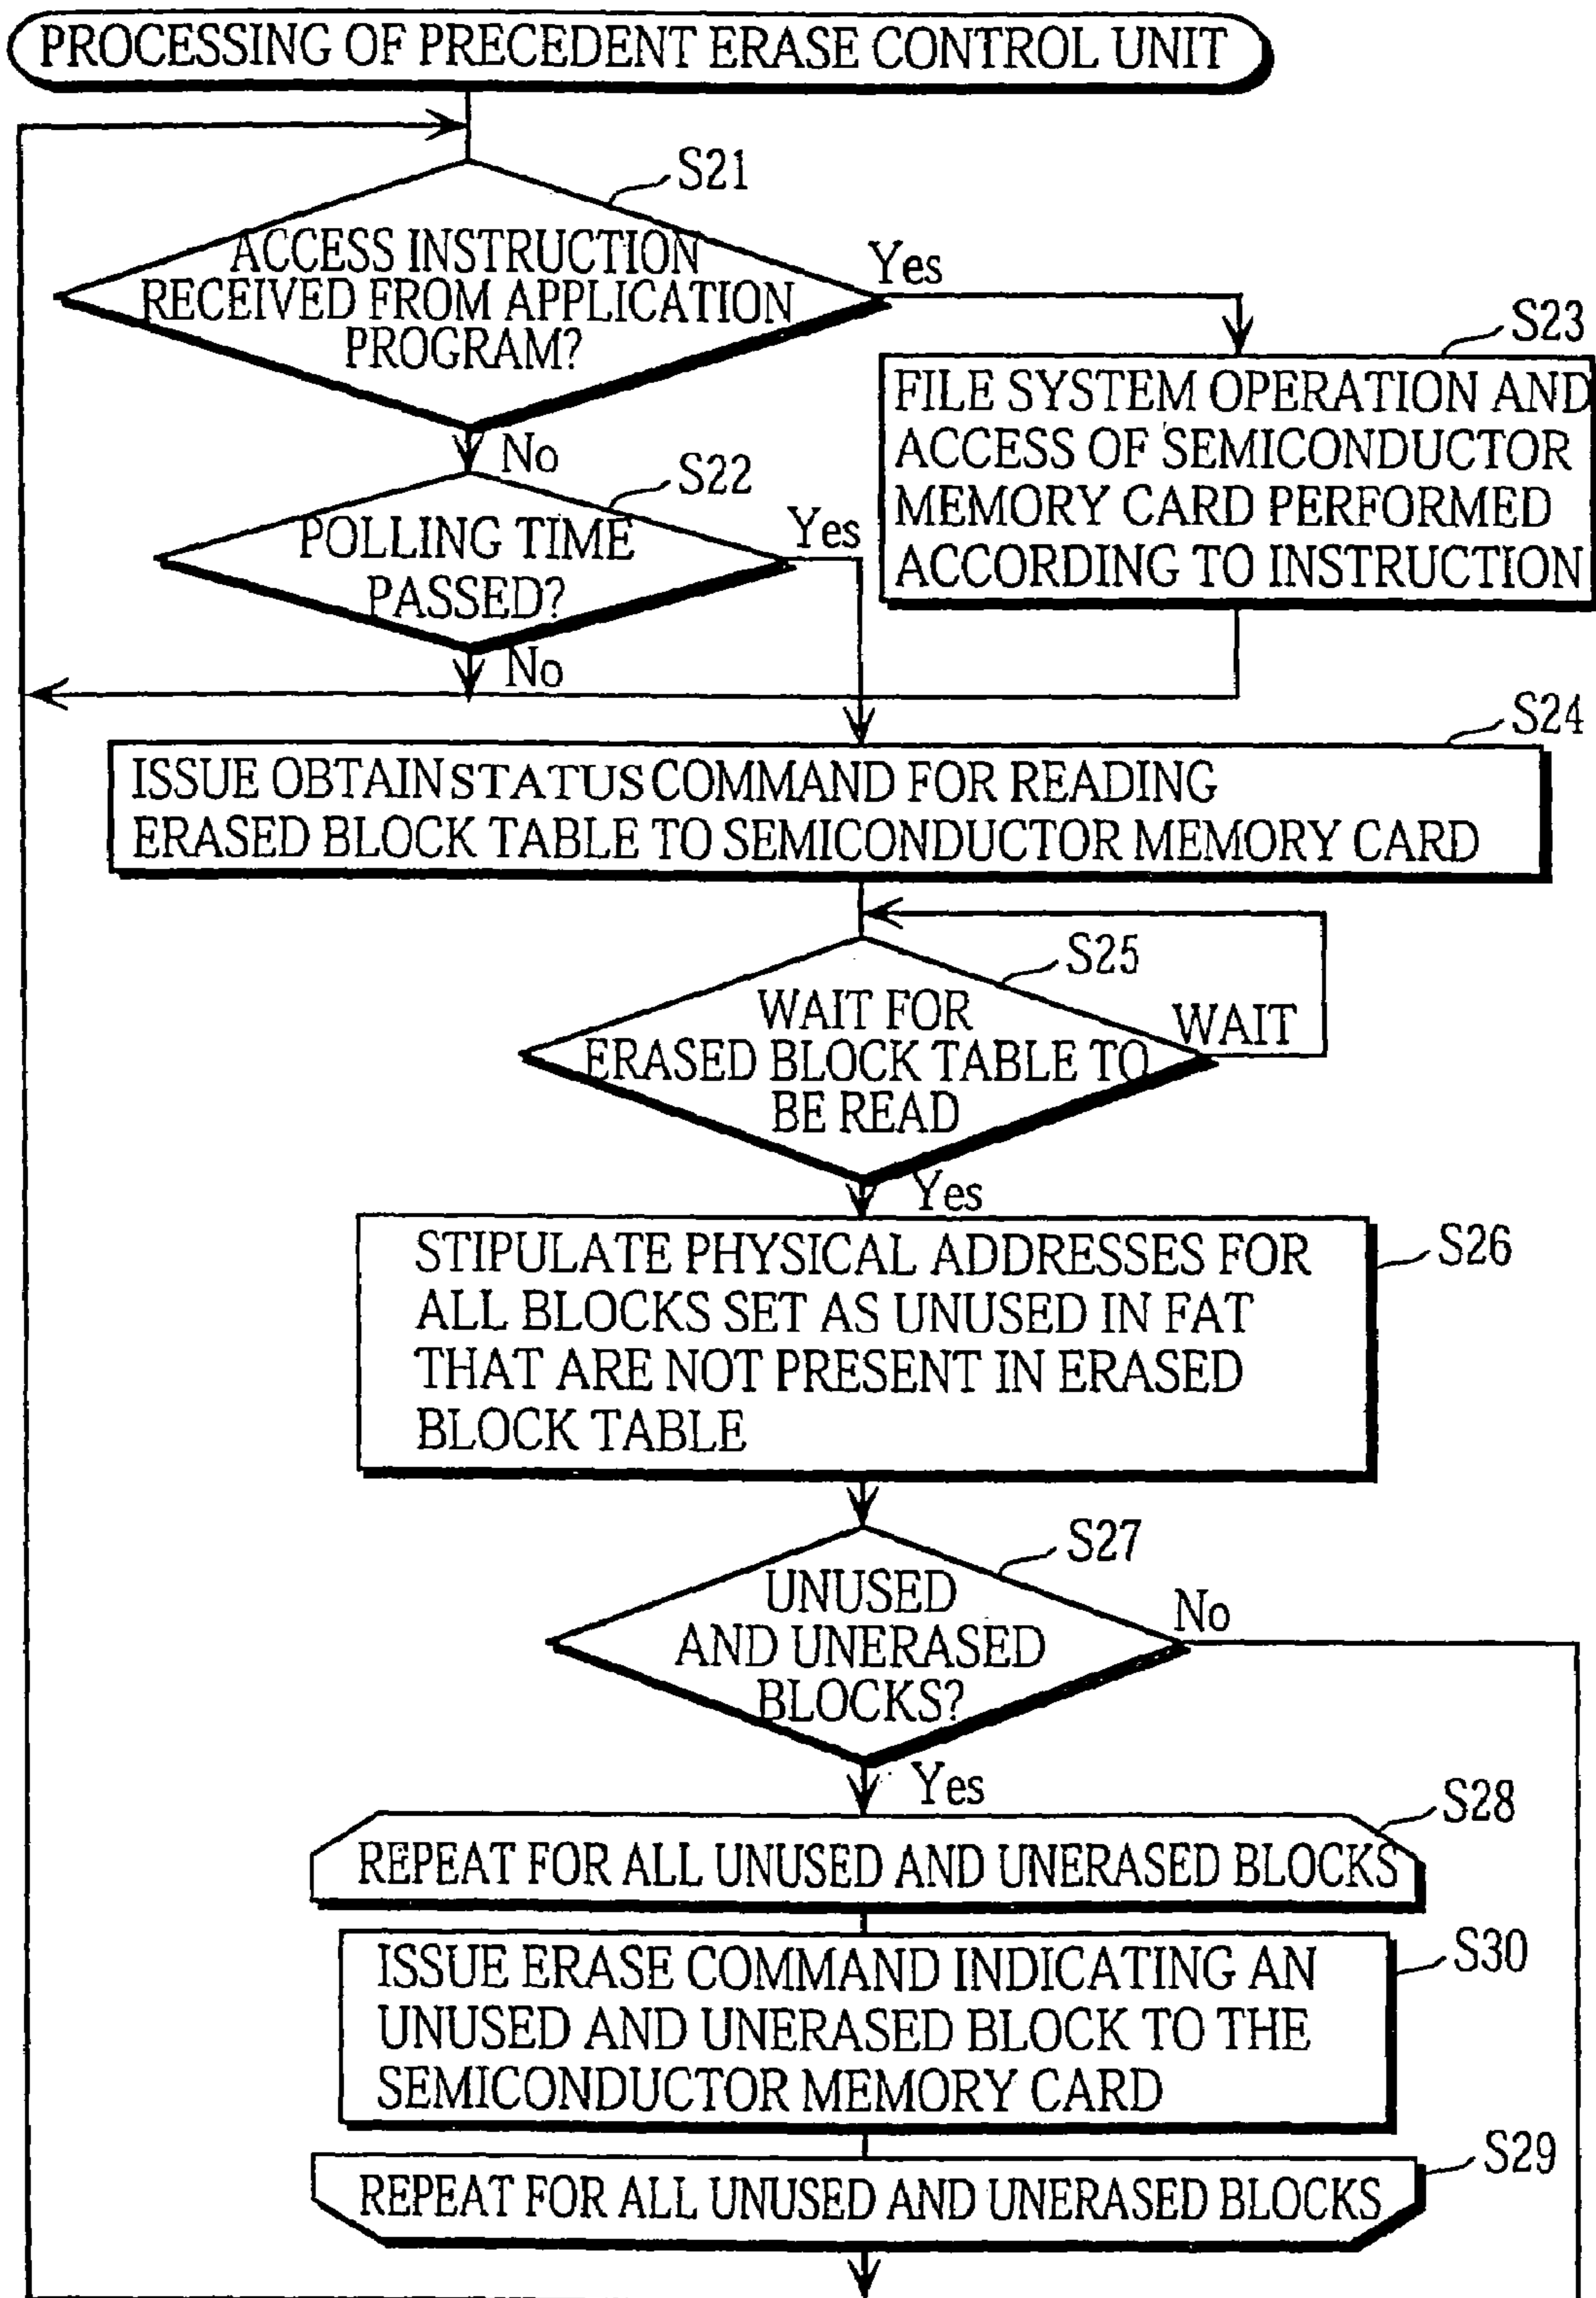 PROCESSING OF PRECEDENT ERASE CONTROL UNIT
S21
ACCESS INSTRUCTION
RECEIVED FROM APPLICATION
PROGRAM?
Yes
No
S23
FILE SYSTEM OPERATION AND
ACCESS OF SEMICONDUCTOR
MEMORY CARD PERFORMED
ACCORDING TO INSTRUCTION
S22
POLLING TIME
PASSED?
Yes
No
S24
ISSUE OBTAIN STATUS COMMAND FOR READING
ERASED BLOCK TABLE TO SEMICONDUCTOR MEMORY CARD
S25
WAIT FOR
ERASED BLOCK TABLE TO
BE READ
WAIT
Yes
S26
STIPULATE PHYSICAL ADDRESSES FOR
ALL BLOCKS SET AS UNUSED IN FAT
THAT ARE NOT PRESENT IN ERASED
BLOCK TABLE
S27
UNUSED
AND UNERASED
BLOCKS?
No
Yes
S28
REPEAT FOR ALL UNUSED AND UNERASED BLOCKS
S30
ISSUE ERASE COMMAND INDICATING AN
UNUSED AND UNERASED BLOCK TO THE
SEMICONDUCTOR MEMORY CARD
S29
REPEAT FOR ALL UNUSED AND UNERASED BLOCKS